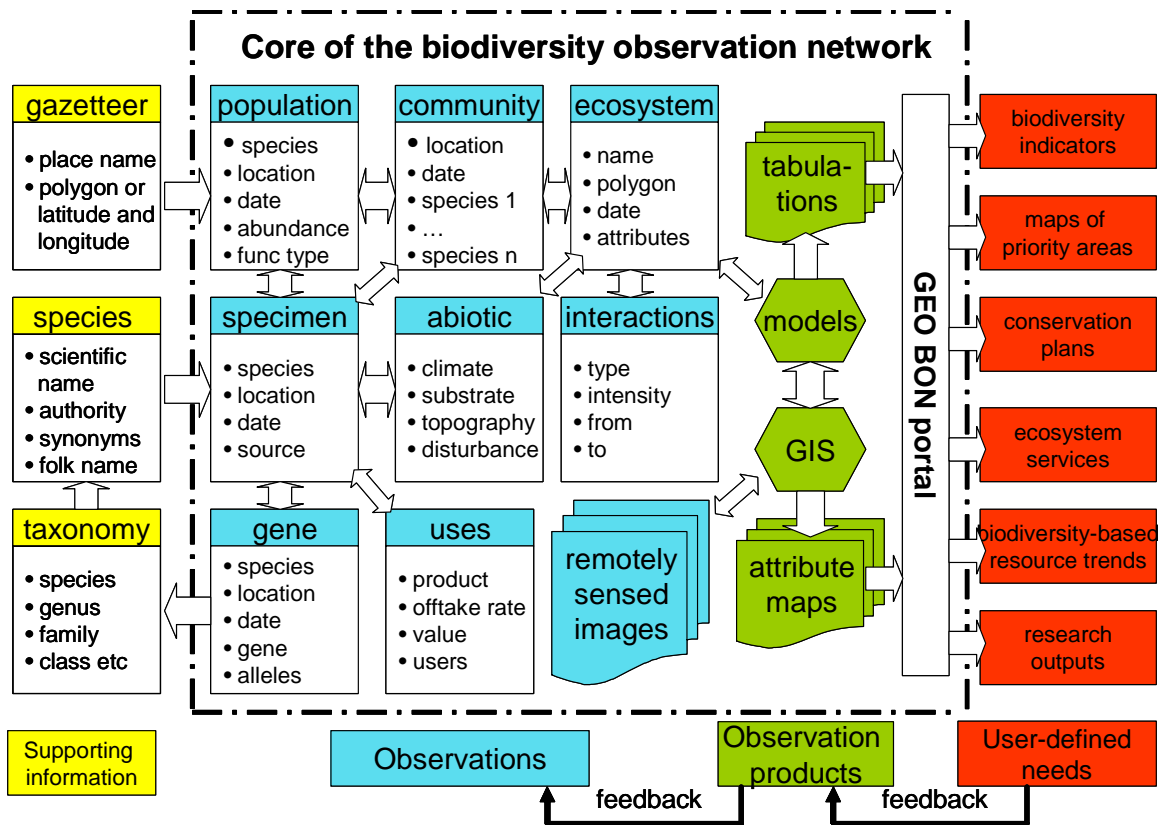 Core of the biodiversity observation network
gazetteer
• place name
• polygon or
latitude and
longitude
population
• species
• location
• date
• abundance
• func type
community
• location
• date
• species 1
• …
• species n
ecosystem
• name
• polygon
• date
• attributes
tabula-
tions
species
• scientific
name
• authority
• synonyms
• folk name
specimen
• species
• location
• date
• source
abiotic
• climate
• substrate
• topography
• disturbance
interactions
• type
• intensity
• from
• to
models
GIS
taxonomy
• species
• genus
• family
• class etc
gene
• species
• location
• date
• gene
• alleles
uses
• product
• offtake rate
• value
• users
remotely
sensed
images
attribute
maps
GEO BON portal
biodiversity
indicators
maps of
priority areas
conservation
plans
ecosystem
services
biodiversity-based
resource trends
research
outputs
Supporting
information
Observations
Observation
products
User-defined
needs
feedback
feedback